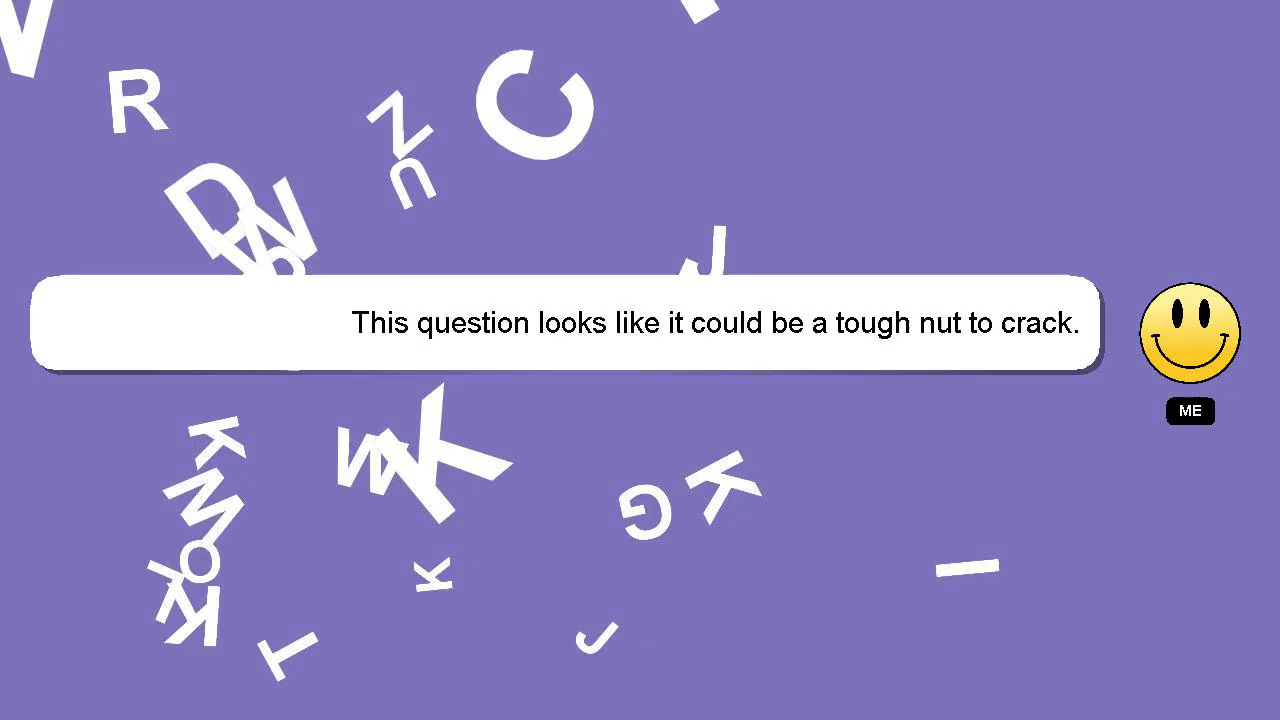 R
Z
C
U
D
W
J
This question looks like it could be a tough nut to crack.
ME
K
W
K
K
G
M
O
K
K
I
T
J